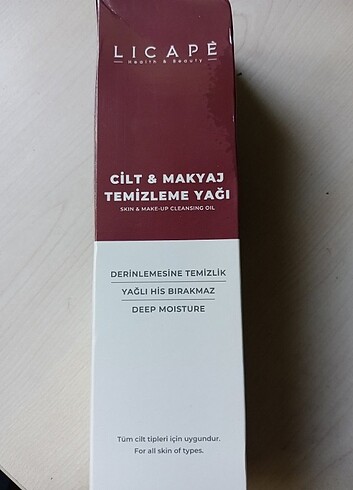 LICAPÈ
Health & Beauty
CİLT & MAKYAJ
TEMİZLEME YAĞI
SKIN & MAKE-UP CLEANSING OIL
DERİNLEMESİNE TEMİZLİK
YAĞLI HİS BIRAKMAZ
DEEP MOISTURE
Tüm cilt tipleri için uygundur.
For all skin of types.